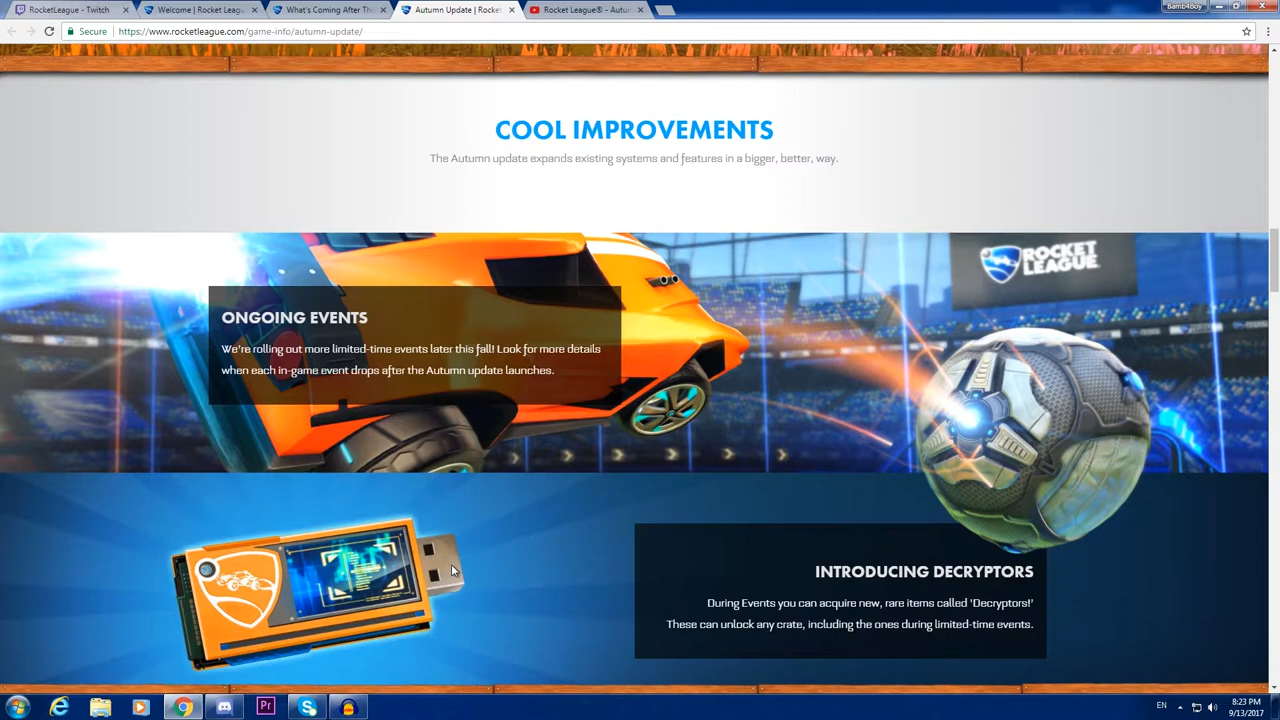 RocketLeague - Twitch
Welcome | Rocket Leagu
What's Coming After Th
Autumn Update | Rocket
Rocket League® - Autum
Bamb4Boy
Secure
https://www.rocketleague.com/game-info/autumn-update/
COOL IMPROVEMENTS
The Autumn update expands existing systems and features in a bigger, better, way.
ROCKET
LEAGUE
ONGOING EVENTS
We're rolling out more limited-time events later this fall! Look for more details
when each in-game event drops after the Autumn update launches.
INTRODUCING DECRYPTORS
During Events you can acquire new, rare items called 'Decryptors!'
These can unlock any crate, including the ones during limited-time events.
Pr
EN
8:23 PM
9/13/2017